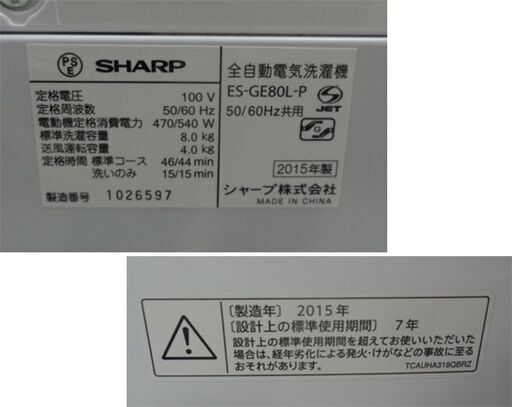 PS
E
SHARP
定格電圧 100 V
定格周波数 50/60 Hz
電動機定格消費電力 470/540 W
標準洗濯容量 8.0 kg
送風運転容量 4.0 kg
定格時間 標準コース 46/44 min
洗いのみ 15/15 min
製造番号 1026597
全自動電気洗濯機
ES-GE80L-P
50/60Hz共用
JET
2015年製
シャープ株式会社
MADE IN CHINA
〔製造年〕 2015年
〔設計上の標準使用期間〕 7年
設計上の標準使用期間を超えてお使いいただいた
場合は、経年劣化による発火・けがなどの事故に至る
おそれがあります。
TCAUHA318QBRZ